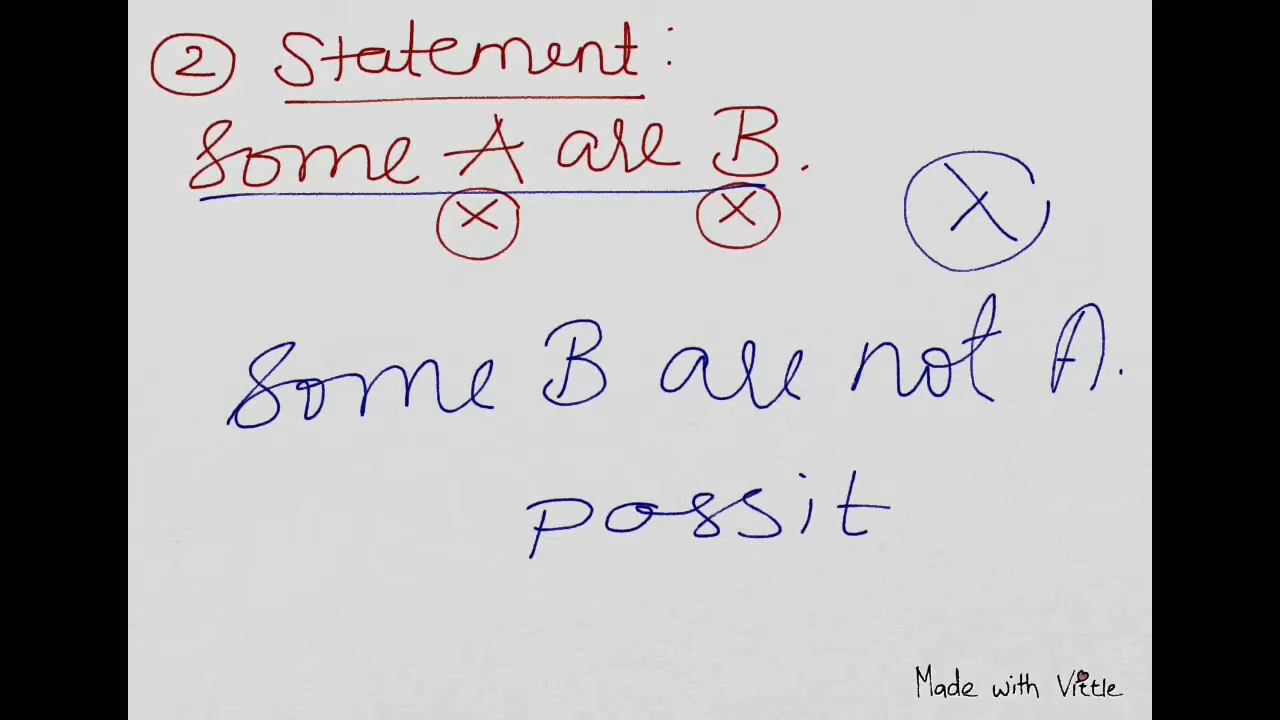 ② Statement:
Some A are B.
X X X
Some B are not A.
possit
Made with Vittle